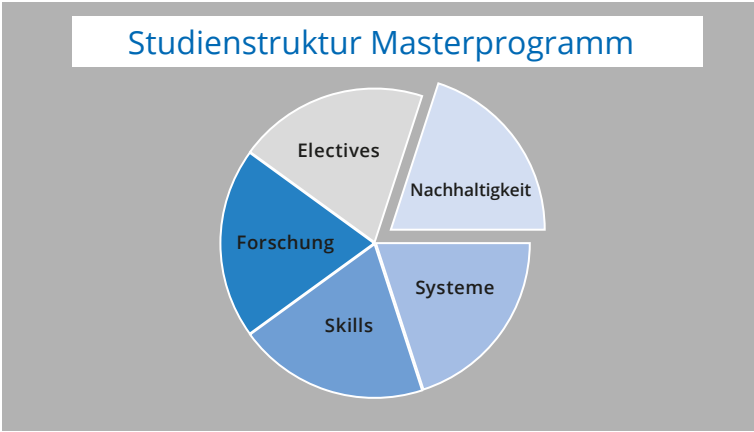 Studienstruktur Masterprogramm
Electives
Nachhaltigkeit
Forschung
Systeme
Skills